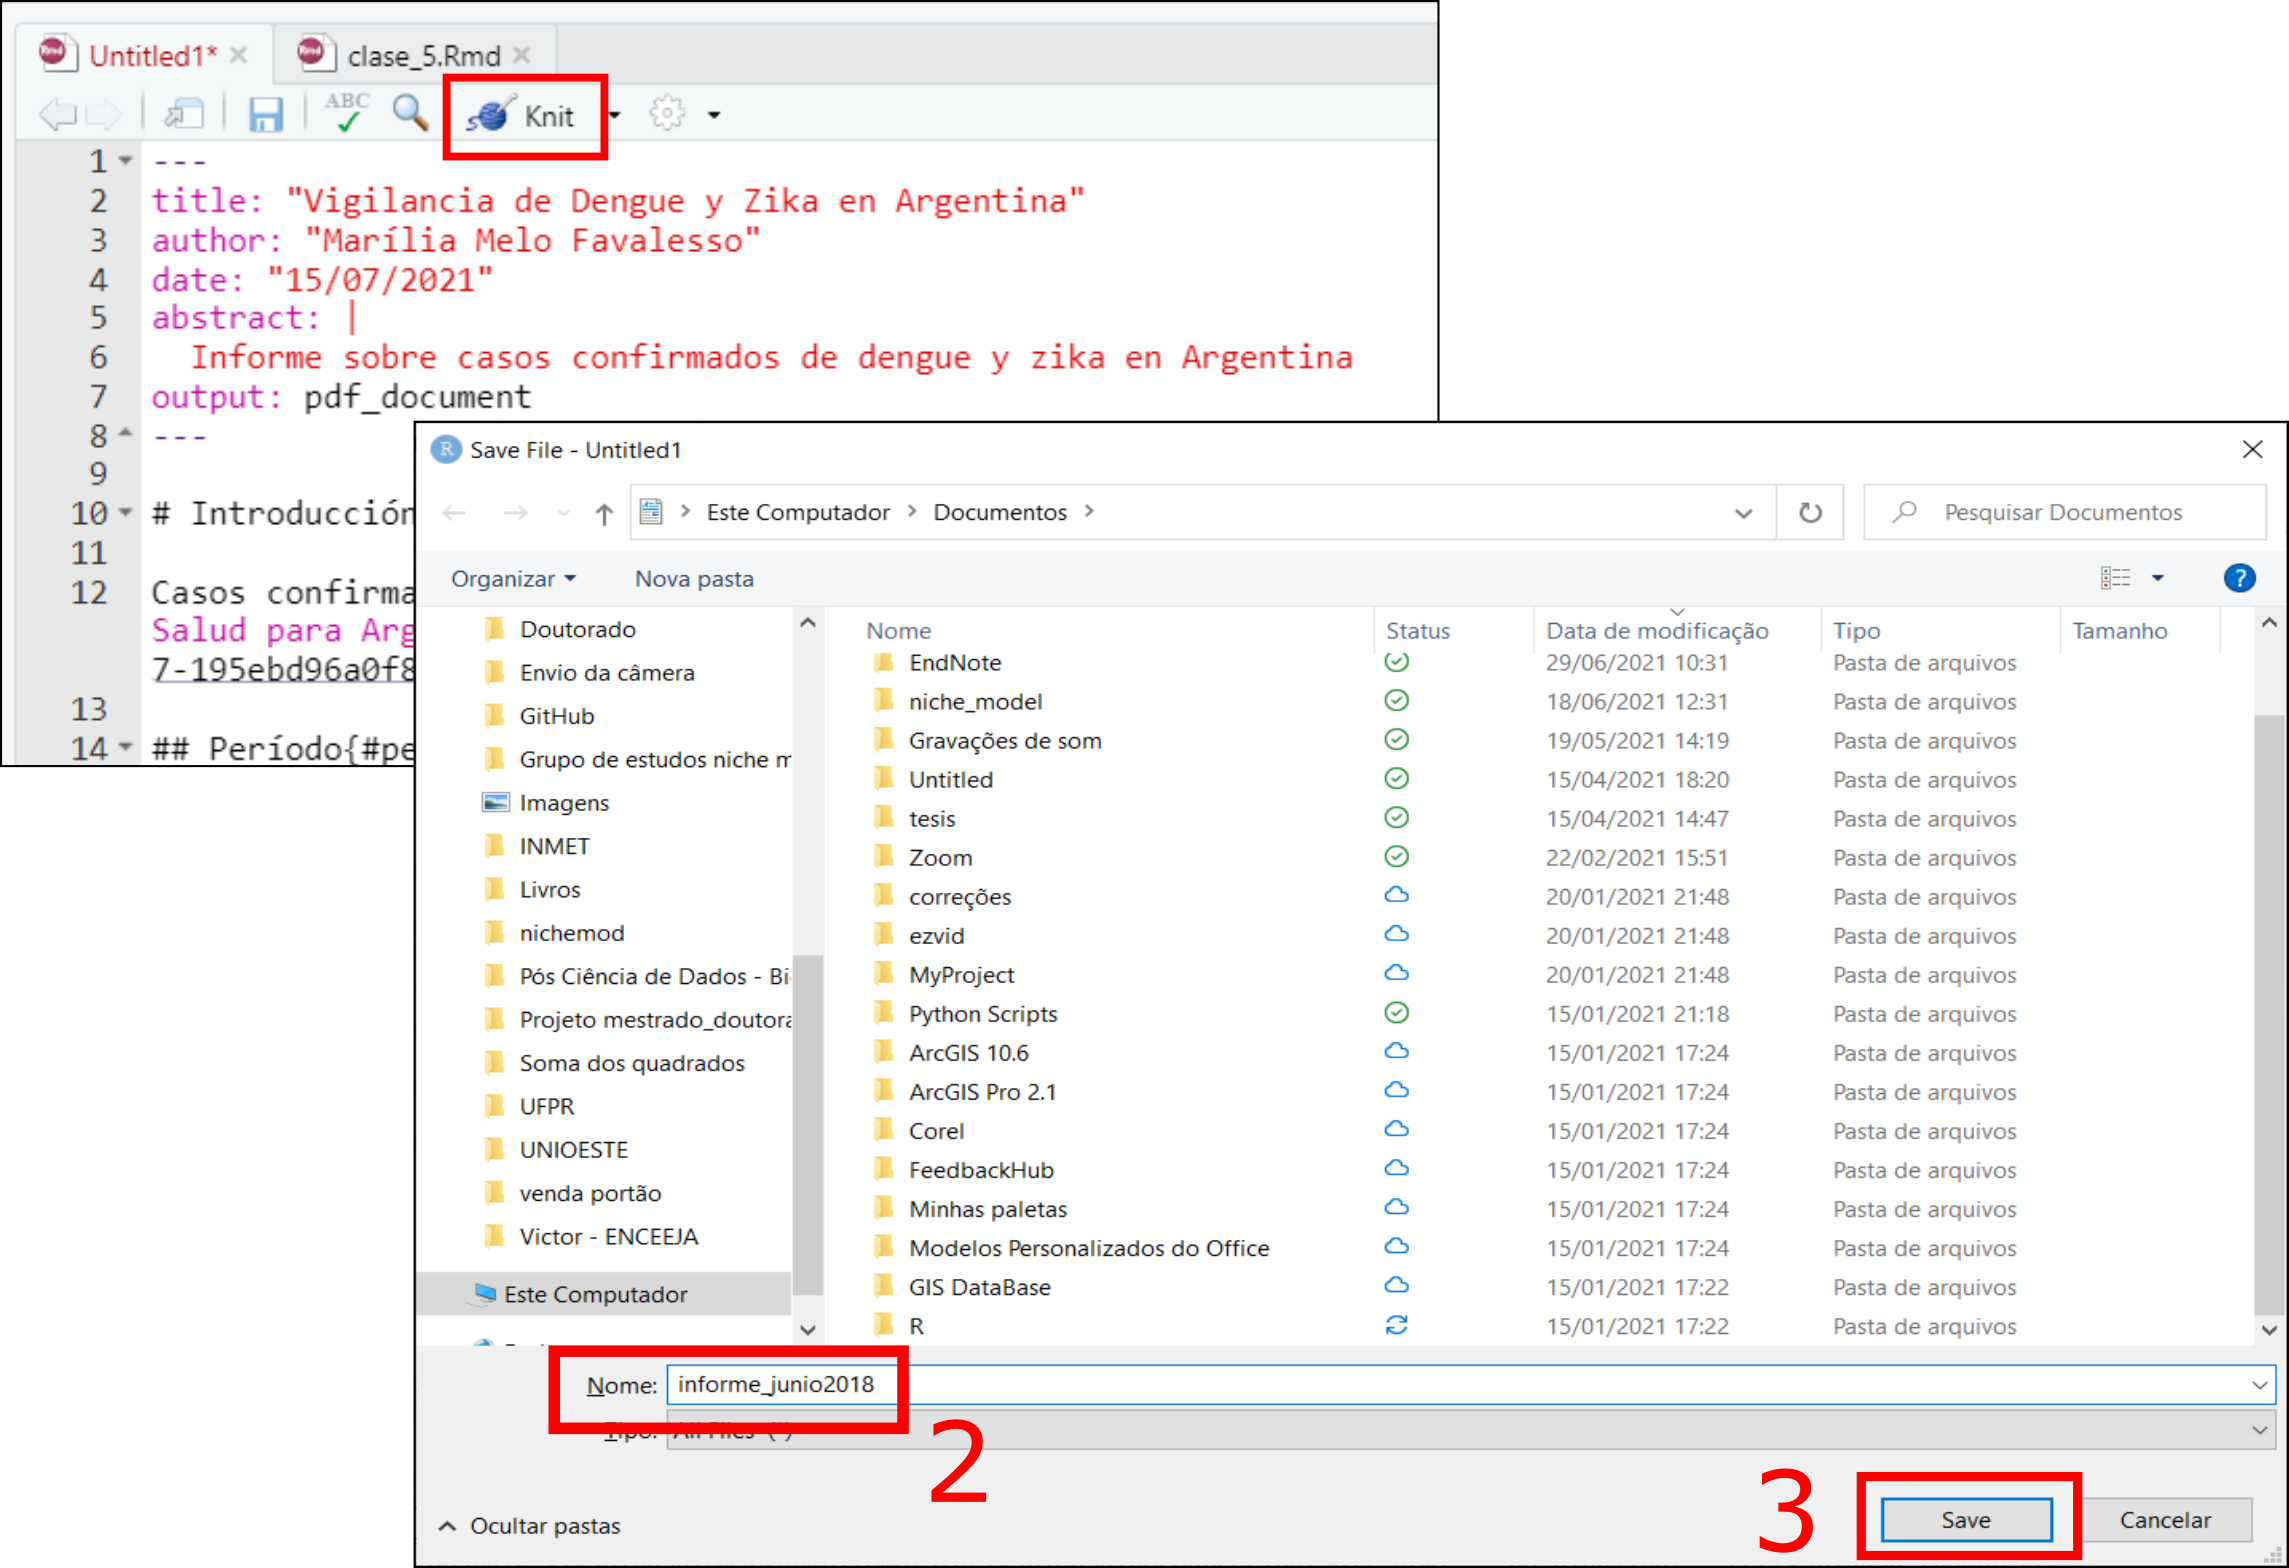 Untitled1* × clase_5.Rmd ×
ABC Knit
1 ---
2 title: "Vigilancia de Dengue y Zika en Argentina"
3 author: "Marília Melo Favalesso"
4 date: "15/07/2021"
5 abstract: |
6 Informe sobre casos confirmados de dengue y zika en Argentina
7 output: pdf_document
8 ---
9
10 # Introducción
11
12 Casos confirma
Salud para Arg
7-195ebd96a0f8
13
14 ## Período{#pe
R Save File - Untitled1
Este Computador > Documentos >
Pesquisar Documentos
Organizar Nova pasta ?
Doutorado
Envio da câmera
GitHub
Grupo de estudos niche m
Imagens
INMET
Livros
nichemod
Pós Ciência de Dados - Bi
Projeto mestrado_doutora
Soma dos quadrados
UFPR
UNIOESTE
venda portão
Victor - ENCEEJA
Este Computador
Nome Status Data de modificação Tipo Tamanho
EndNote 29/06/2021 10:31 Pasta de arquivos
niche_model 18/06/2021 12:31 Pasta de arquivos
Gravações de som 19/05/2021 14:19 Pasta de arquivos
Untitled 15/04/2021 18:20 Pasta de arquivos
tesis 15/04/2021 14:47 Pasta de arquivos
Zoom 22/02/2021 15:51 Pasta de arquivos
correções 20/01/2021 21:48 Pasta de arquivos
ezvid 20/01/2021 21:48 Pasta de arquivos
MyProject 20/01/2021 21:48 Pasta de arquivos
Python Scripts 15/01/2021 21:18 Pasta de arquivos
ArcGIS 10.6 15/01/2021 17:24 Pasta de arquivos
ArcGIS Pro 2.1 15/01/2021 17:24 Pasta de arquivos
Corel 15/01/2021 17:24 Pasta de arquivos
FeedbackHub 15/01/2021 17:24 Pasta de arquivos
Minhas paletas 15/01/2021 17:24 Pasta de arquivos
Modelos Personalizados do Office 15/01/2021 17:24 Pasta de arquivos
GIS DataBase 15/01/2021 17:22 Pasta de arquivos
R 15/01/2021 17:22 Pasta de arquivos
Nome: informe_junio2018
Tipo: All Files (*)
2
3
Ocultar pastas
Save Cancelar